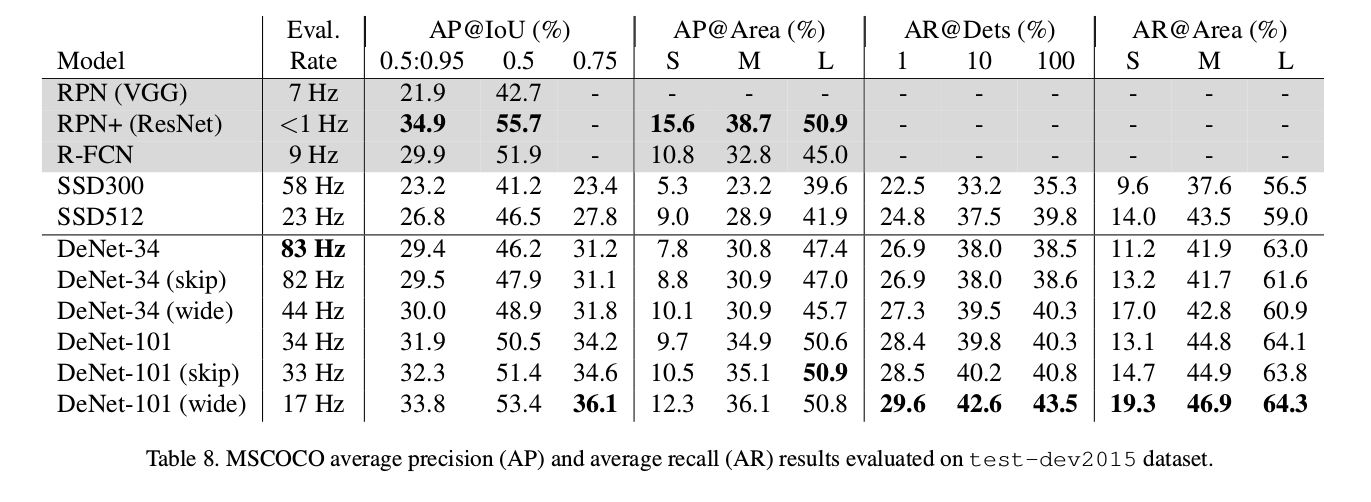 Eval. AP@IoU (%) AP@Area (%) AR@Dets (%) AR@Area (%)
Model Rate 0.5:0.95 0.5 0.75 S M L 1 10 100 S M L
RPN (VGG) 7 Hz 21.9 42.7 - - - - - - - - - -
RPN+ (ResNet) <1 Hz 34.9 55.7 - 15.6 38.7 50.9 - - - - - -
R-FCN 9 Hz 29.9 51.9 - 10.8 32.8 45.0 - - - - - -
SSD300 58 Hz 23.2 41.2 23.4 5.3 23.2 39.6 22.5 33.2 35.3 9.6 37.6 56.5
SSD512 23 Hz 26.8 46.5 27.8 9.0 28.9 41.9 24.8 37.5 39.8 14.0 43.5 59.0
DeNet-34 83 Hz 29.4 46.2 31.2 7.8 30.8 47.4 26.9 38.0 38.5 11.2 41.9 63.0
DeNet-34 (skip) 82 Hz 29.5 47.9 31.1 8.8 30.9 47.0 26.9 38.0 38.6 13.2 41.7 61.6
DeNet-34 (wide) 44 Hz 30.0 48.9 31.8 10.1 30.9 45.7 27.3 39.5 40.3 17.0 42.8 60.9
DeNet-101 34 Hz 31.9 50.5 34.2 9.7 34.9 50.6 28.4 39.8 40.3 13.1 44.8 64.1
DeNet-101 (skip) 33 Hz 32.3 51.4 34.6 10.5 35.1 50.9 28.5 40.2 40.8 14.7 44.9 63.8
DeNet-101 (wide) 17 Hz 33.8 53.4 36.1 12.3 36.1 50.8 29.6 42.6 43.5 19.3 46.9 64.3
Table 8. MSCOCO average precision (AP) and average recall (AR) results evaluated on test-dev2015 dataset.